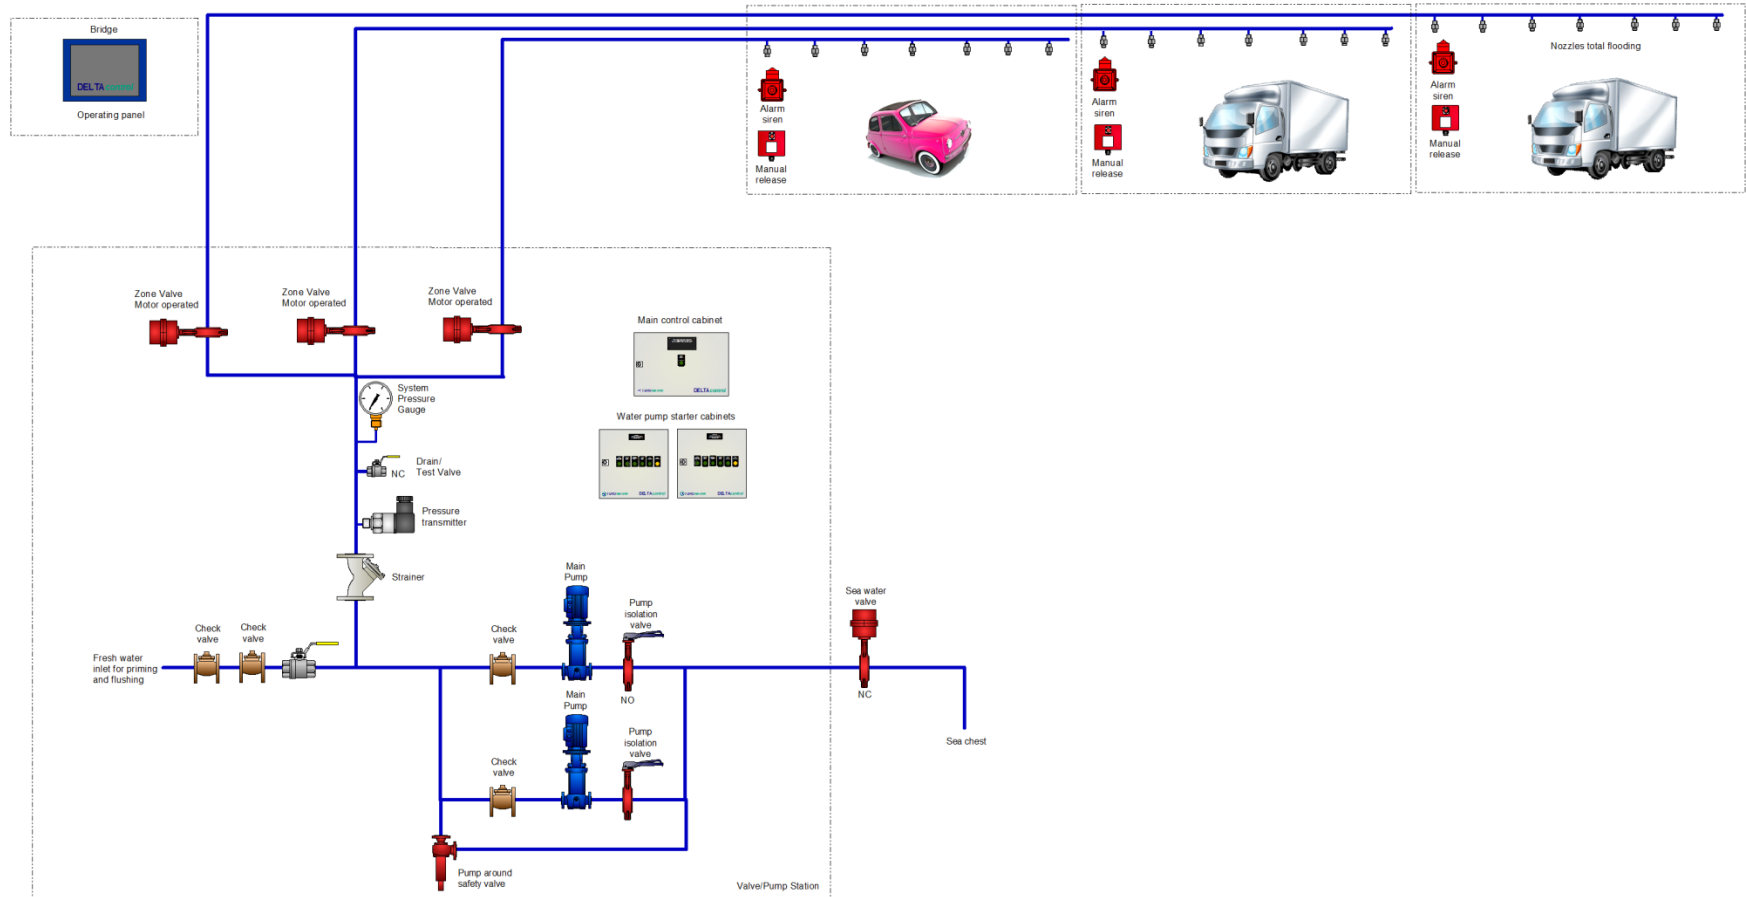 Bridge
DELTAcontrol
Operating panel
Nozzles total flooding
Alarm
siren
Manual
release
Alarm
siren
Manual
release
Alarm
siren
Manual
release
Zone Valve
Motor operated
Zone Valve
Motor operated
Zone Valve
Motor operated
Main control cabinet
DELTAcontrol
Water pump starter cabinets
DELTAcontrol
DELTAcontrol
System
Pressure
Gauge
NC
Drain/
Test Valve
Pressure
transmitter
Strainer
Main
Pump
Pump
isolation
valve
NO
Check
valve
Check
valve
Check
valve
Fresh water
inlet for priming
and flushing
Sea water
valve
NC
Sea chest
Main
Pump
Pump
isolation
valve
Check
valve
Pump around
safety valve
Valve/Pump Station